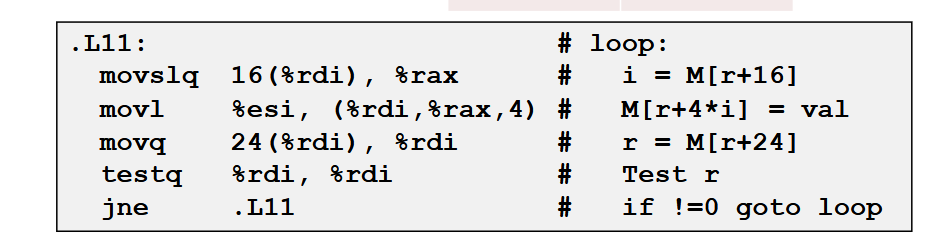 .L11: # loop:
movslq 16(%rdi), %rax # i = M[r+16]
movl %esi, (%rdi,%rax,4) # M[r+4*i] = val
movq 24(%rdi), %rdi # r = M[r+24]
testq %rdi, %rdi # Test r
jne .L11 # if !=0 goto loop